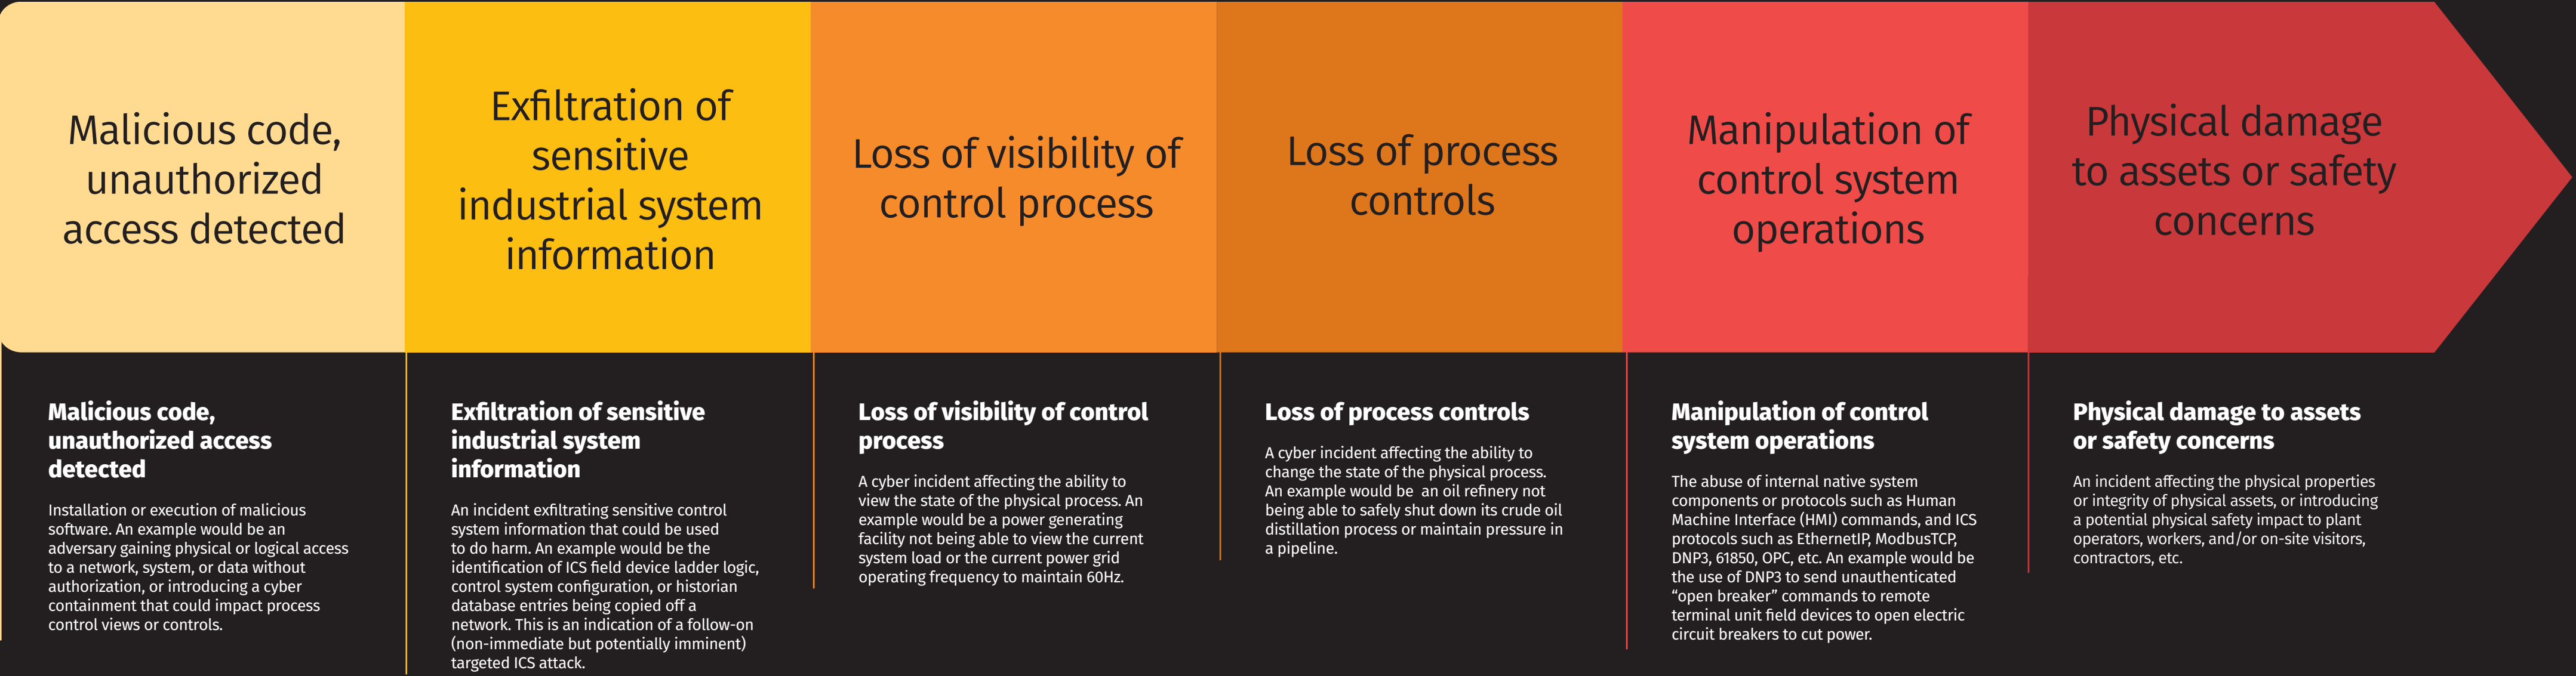 Malicious code,
unauthorized
access detected
Exfiltration of
sensitive
industrial system
information
Loss of visibility of
control process
Loss of process
controls
Manipulation of
control system
operations
Physical damage
to assets or safety
concerns
Malicious code,
unauthorized access
detected
Installation or execution of malicious
software. An example would be an
adversary gaining physical or logical access
to a network, system, or data without
authorization, or introducing a cyber
containment that could impact process
control views or controls.
Exfiltration of sensitive
industrial system
information
An incident exfiltrating sensitive control
system information that could be used
to do harm. An example would be the
identification of ICS field device ladder logic,
control system configuration, or historian
database entries being copied off a
network. This is an indication of a follow-on
(non-immediate but potentially imminent)
targeted ICS attack.
Loss of visibility of control
process
A cyber incident affecting the ability to
view the state of the physical process. An
example would be a power generating
facility not being able to view the current
system load or the current power grid
operating frequency to maintain 60Hz.
Loss of process controls
A cyber incident affecting the ability to
change the state of the physical process.
An example would be  an oil refinery not
being able to safely shut down its crude oil
distillation process or maintain pressure in
a pipeline.
Manipulation of control
system operations
The abuse of internal native system
components or protocols such as Human
Machine Interface (HMI) commands, and ICS
protocols such as EthernetIP, ModbusTCP,
DNP3, 61850, OPC, etc. An example would be
the use of DNP3 to send unauthenticated
“open breaker” commands to remote
terminal unit field devices to open electric
circuit breakers to cut power.
Physical damage to assets
or safety concerns
An incident affecting the physical properties
or integrity of physical assets, or introducing
a potential physical safety impact to plant
operators, workers, and/or on-site visitors,
contractors, etc.